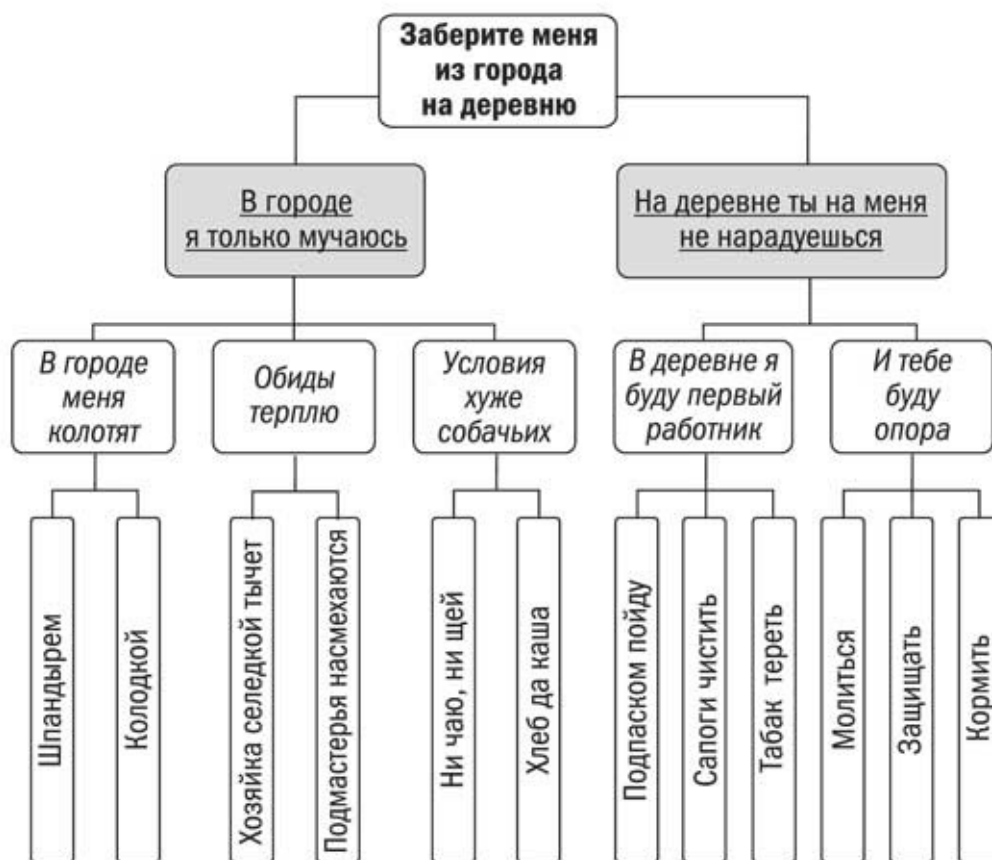 Заберите меня
из города
на деревню
В городе
я только мучаюсь
На деревне ты на меня
не нарадуешься
В городе
меня
колотят
Обиды
терплю
Условия
хуже
собачьих
В деревне я
буду первый
работник
И тебе
буду
опора
Шпандырем
Колодкой
Хозяйка селедкой тычет
Подмастерья насмехаются
Ни чаю, ни щей
Хлеб да каша
Подпаском пойду
Сапоги чистить
Табак тереть
Молиться
Защищать
Кормить